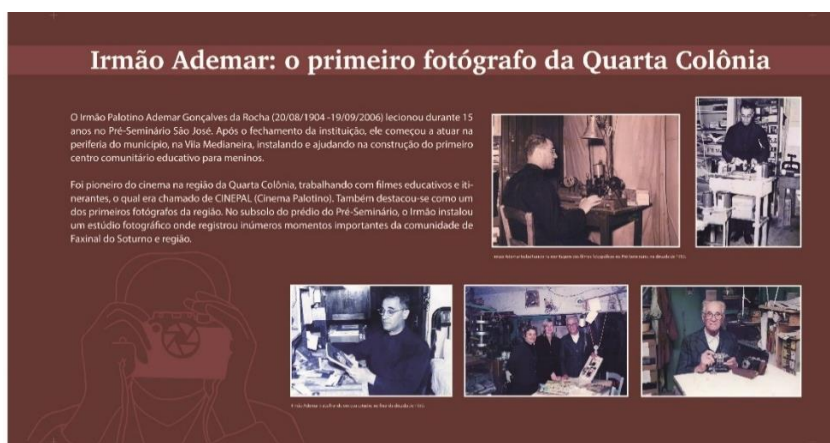 Irmão Ademar: o primeiro fotógrafo da Quarta Colônia
O Irmão Palotino Ademar Gonçalves da Rocha (20/08/1904 -19/09/2006) lecionou durante 15
anos no Pré-Seminário São José. Após o fechamento da instituição, ele começou a atuar na
periferia do município, na Vila Medianeira, instalando e ajudando na construção do primeiro
centro comunitário educativo para meninos.
Foi pioneiro do cinema na região da Quarta Colônia, trabalhando com filmes educativos e iti-
nerantes, o qual era chamado de CINEPAL (Cinema Palotino). Também destacou-se como um
dos primeiros fotógrafos da região. No subsolo do prédio do Pré-Seminário, o Irmão instalou
um estúdio fotográfico onde registrou inúmeros momentos importantes da comunidade de
Faxinal do Soturno e região.
Irmão Ademar
Irmão Ademar